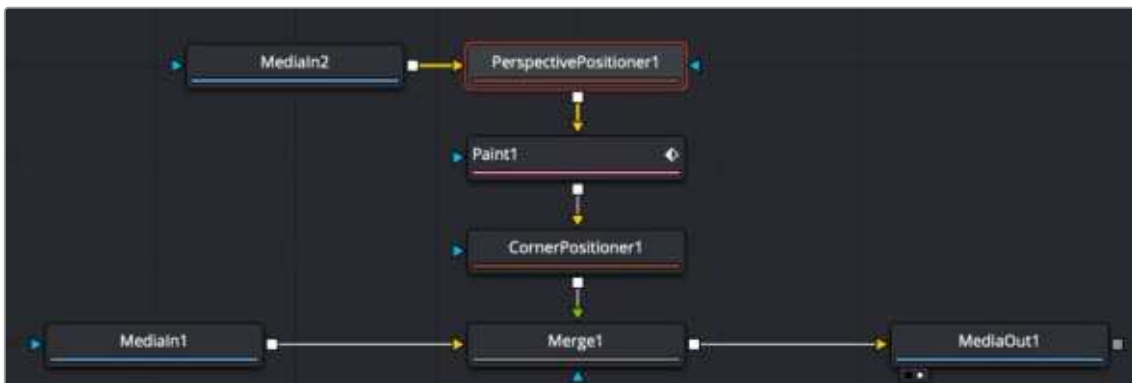 MediaIn2
PerspectivePositioner1
Paint1
CornerPositioner1
MediaIn1
Merge1
MediaOut1